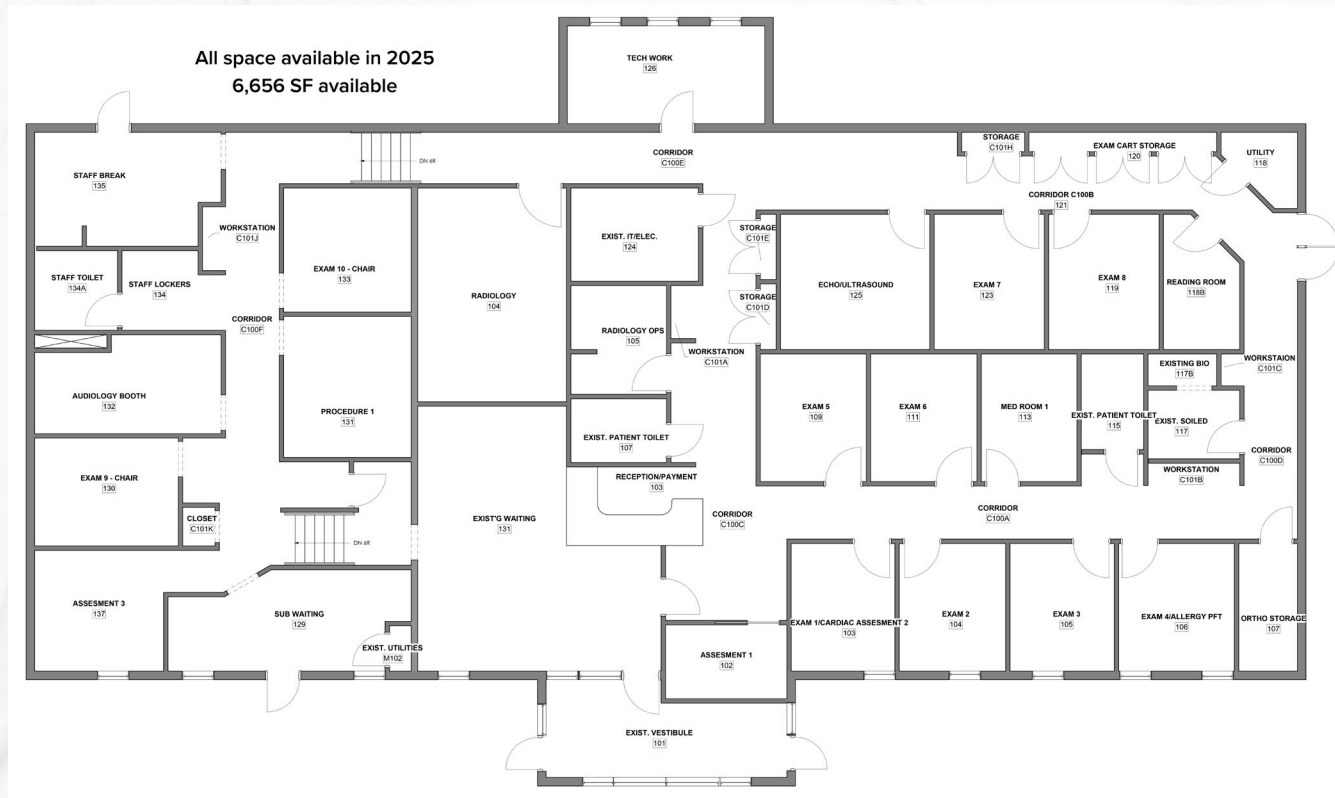 All space available in 2025
6,656 SF available
TECH WORK
126
STORAGE
C101H
EXAM CART STORAGE
120
UTILITY
118
CORRIDOR
C100E
DN 6R
STAFF BREAK
135
CORRIDOR C100B
121
WORKSTATION
C101J
STORAGE
C101E
EXIST. IT/ELEC.
124
EXAM 10 - CHAIR
133
STAFF TOILET
134A
STAFF LOCKERS
134
RADIOLOGY
104
ECHO/ULTRASOUND
125
EXAM 7
123
EXAM 8
119
READING ROOM
118B
STORAGE
C101D
CORRIDOR
C100F
RADIOLOGY OPS
105
WORKSTATION
C101A
EXISTING BIO
117B
WORKSTAION
C101C
AUDIOLOGY BOOTH
132
PROCEDURE 1
131
EXAM 5
109
EXAM 6
111
MED ROOM 1
113
EXIST. PATIENT TOILET
115
EXIST. SOILED
117
EXIST. PATIENT TOILET
107
CORRIDOR
C100D
EXAM 9 - CHAIR
130
RECEPTION/PAYMENT
103
WORKSTATION
C101B
CLOSET
C101K
EXIST'G WAITING
131
CORRIDOR
C100C
CORRIDOR
C100A
DN 6R
ASSESMENT 3
137
SUB WAITING
129
EXIST. UTILITIES
M102
ASSESMENT 1
102
EXAM 1/CARDIAC ASSESMENT 2
103
EXAM 2
104
EXAM 3
105
EXAM 4/ALLERGY PFT
106
ORTHO STORAGE
107
EXIST. VESTIBULE
101